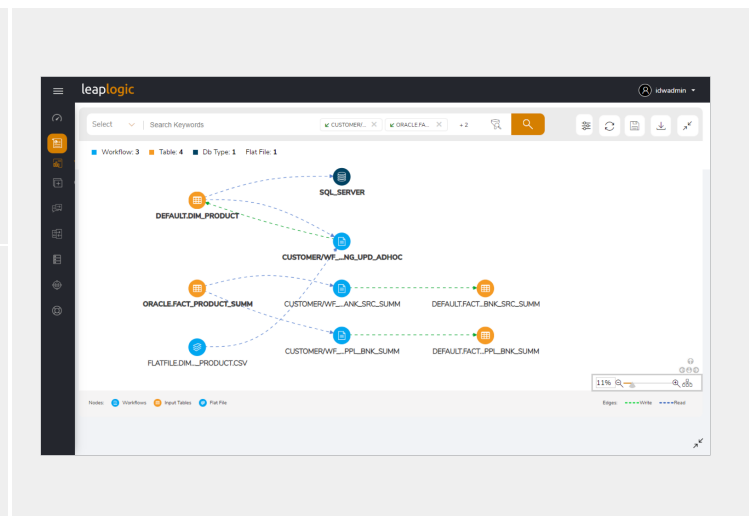 leaplogic
idwadmin
Select Search Keywords CUSTOMER/... ORACLE.FA... +2
Workflow: 3 Table: 4 Db Type: 1 Flat File: 1
SQL_SERVER
DEFAULT.DIM_PRODUCT
CUSTOMER/WF_...NG_UPD_ADHOC
ORACLE.FACT_PRODUCT_SUMM CUSTOMER/WF_...ANK_SRC_SUMM DEFAULT.FACT...BNK_SRC_SUMM
CUSTOMER/WF_...PPL_BNK_SUMM DEFAULT.FACT...PPL_BNK_SUMM
FLATFILE.DIM_..._PRODUCT.CSV
11%
Nodes: Workflows Input Tables Flat File Edges: Write Read